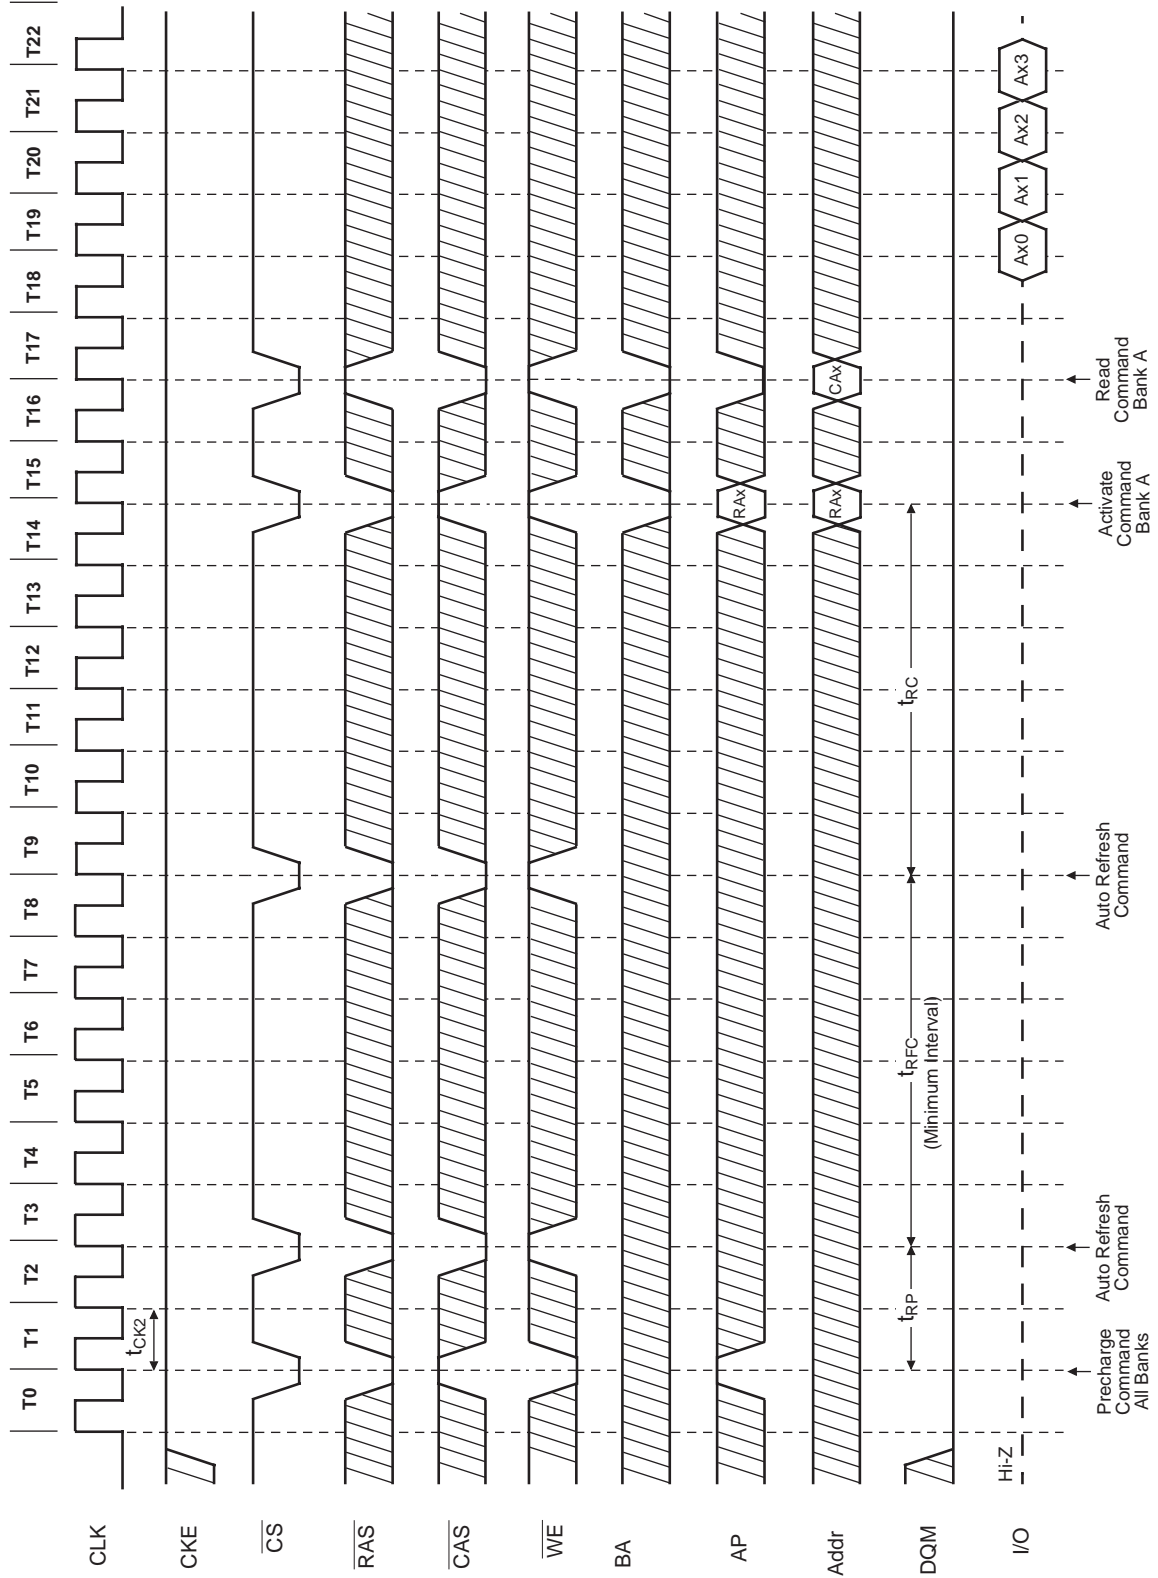 T0 T1 T2 T3 T4 T5 T6 T7 T8 T9 T10 T11 T12 T13 T14 T15 T16 T17 T18 T19 T20 T21 T22
CLK
tCK2
CKE
CS
RAS
CAS
WE
BA
AP
RAx
Addr
RAx CAx
DQM
tRP
tRFC
(Minimum Interval)
tRC
I/O
Hi-Z
Ax0 Ax1 Ax2 Ax3
Precharge
Command
All Banks
Auto Refresh
Command
Auto Refresh
Command
Activate
Command
Bank A
Read
Command
Bank A